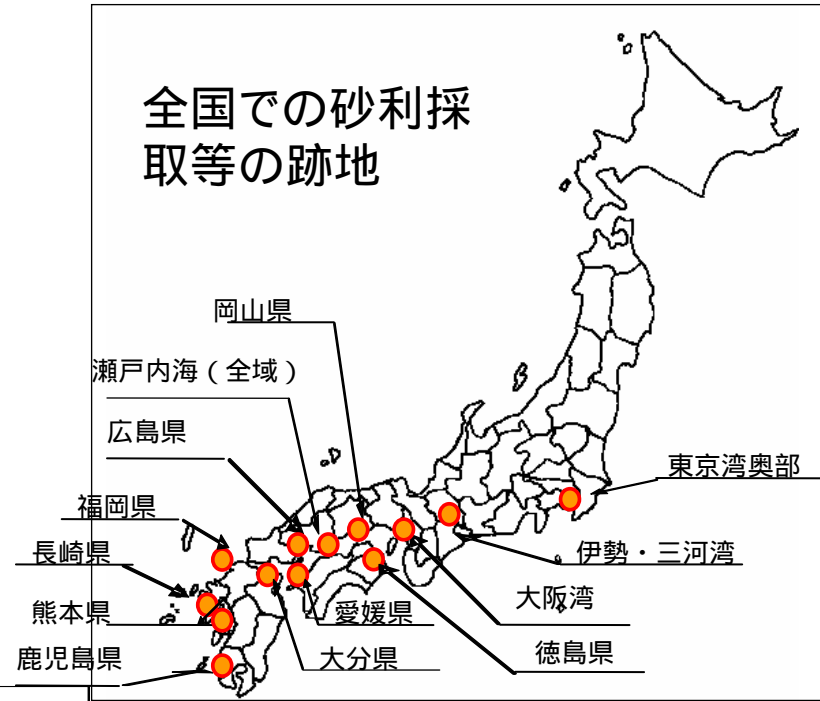 全国での砂利採
取等の跡地
岡山県
瀬戸内海（全域）
広島県
福岡県
長崎県
熊本県
鹿児島県
東京湾奥部
伊勢・三河湾
大阪湾
愛媛県
徳島県
大分県